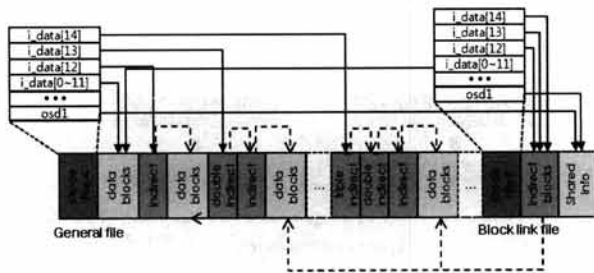 i_data[14]
i_data[13]
i_data[12]
i_data[0~11]
•••
osd1
i_data[14]
i_data[13]
i_data[12]
i_data[0~11]
•••
osd1
data
blocks
indirect
data
blocks
double
indirect
indirect
data
blocks
...
triple
indirect
double
indirect
indirect
data
blocks
...
indirect
blocks
Shared
Info
General file
Block link file